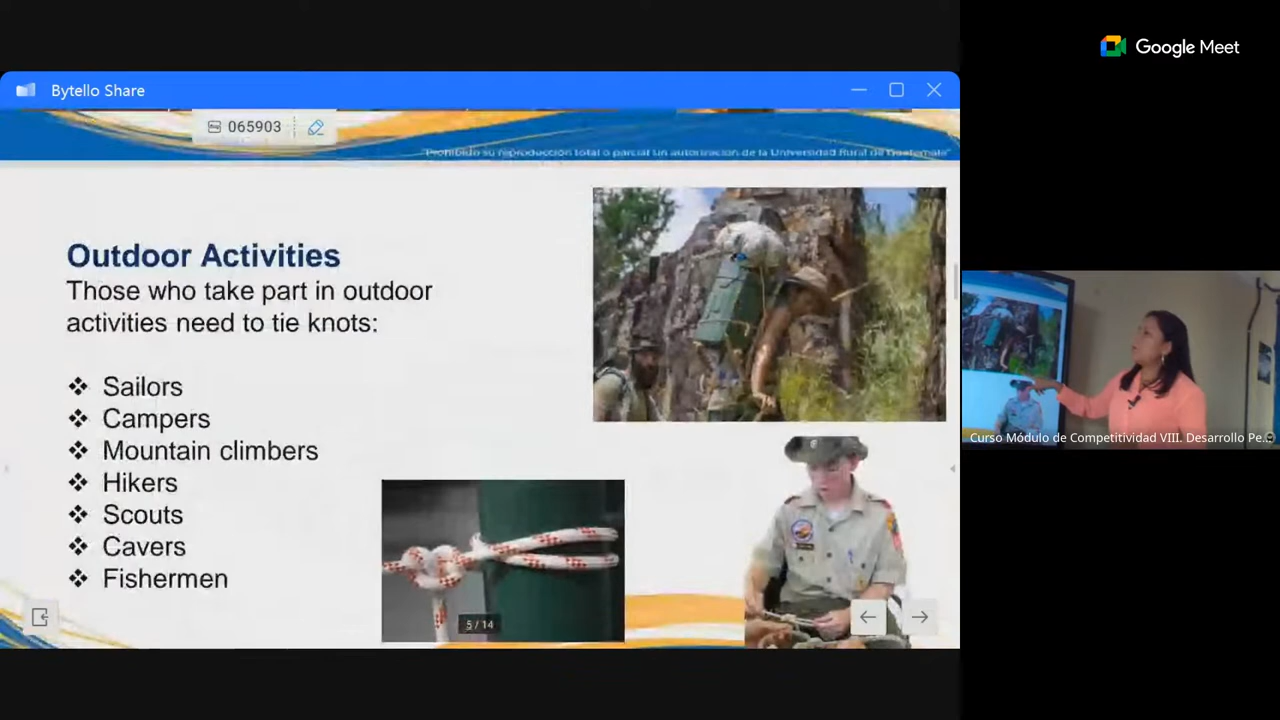 Google Meet
Bytello Share
065903
"Prohibido su reproducción total o parcial un autorización de la Universidad Rural de Guatemala"
Outdoor Activities
Those who take part in outdoor
activities need to tie knots:
❖ Sailors
❖ Campers
❖ Mountain climbers
❖ Hikers
❖ Scouts
❖ Cavers
❖ Fishermen
5 / 14
Curso Módulo de Competitividad VIII. Desarrollo Pe...